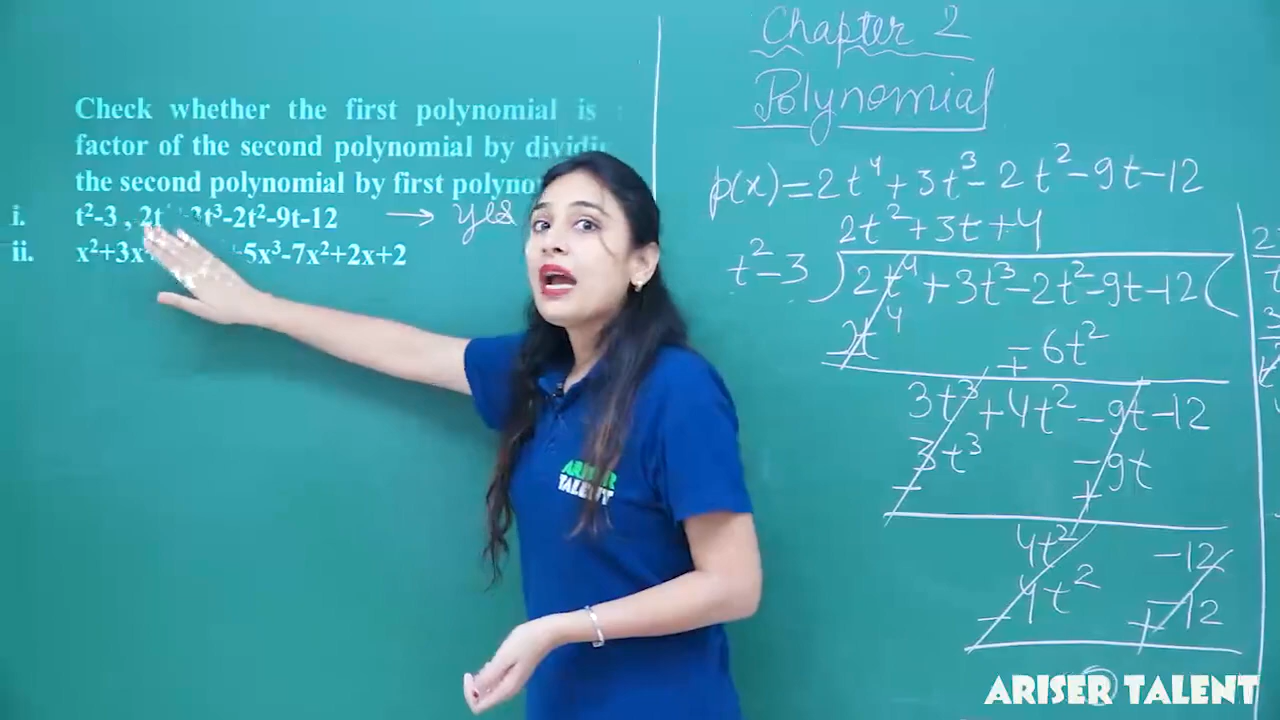 Chapter 2
Polynomial
Check whether the first polynomial is
factor of the second polynomial by
the second polynomial by first
i. t²-3 , 2t³-2t²-9t-12 → yes
ii. x²+3x -5x³-7x²+2x+2
p(x)=2t⁴+3t³-2t²-9t-12
2t²+3t+4
t²-3 ) 2t⁴+3t³-2t²-9t-12 (
2t⁴ - 6t²
- +
3t³+4t²-9t-12
3t³ -9t
- +
4t² -12
4t² -12
- +
ARISER
TALENT
ARISER TALENT